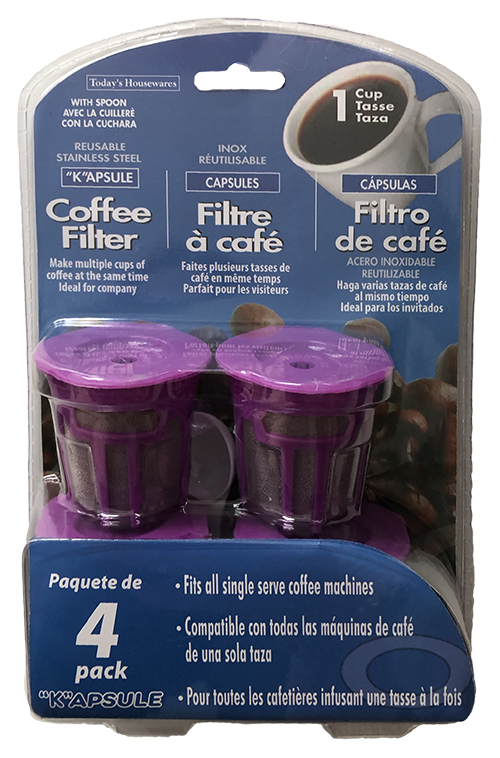 Today's Housewares
1 Cup
Tasse
Taza
WITH SPOON
AVEC LA CUILLERÈ
CON LA CUCHARA
REUSABLE
STAINLESS STEEL
"K"APSULE
Coffee
Filter
Make multiple cups of
coffee at the same time
Ideal for company
INOX
RÉUTILISABLE
CAPSULES
Filtre
à café
Faites plusieurs tasses de
café en même temps
Parfait pour les visiteurs
CÁPSULAS
Filtro
de café
ACERO INOXIDABLE
REUTILIZABLE
Haga varias tazas de café
al mismo tiempo
Ideal para los invitados
Paquete de
4
pack
"K"APSULE
• Fits all single serve coffee machines
• Compatible con todas las máquinas de café
de una sola taza
• Pour toutes les cafetières infusant une tasse à la fois